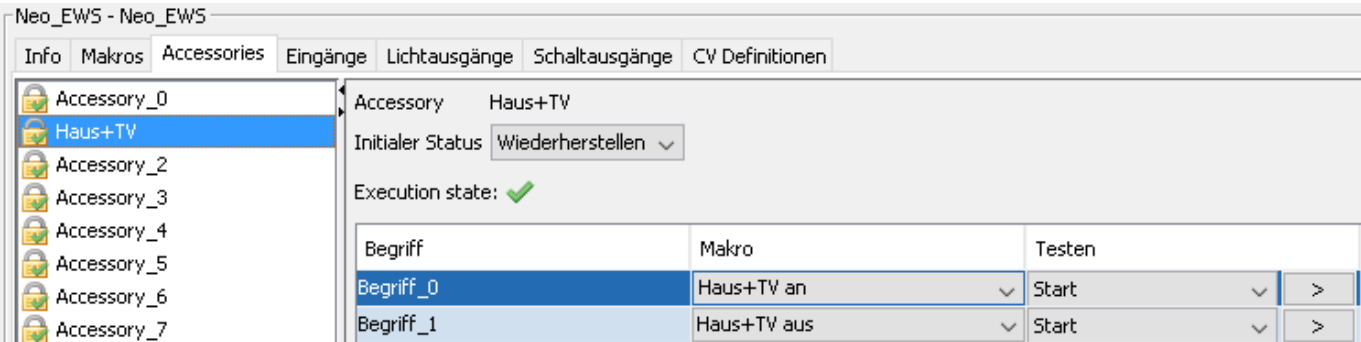 Neo_EWS - Neo_EWS
Info Makros Accessories Eingänge Lichtausgänge Schaltausgänge CV Definitionen
Accessory_0
Haus+TV
Accessory_2
Accessory_3
Accessory_4
Accessory_5
Accessory_6
Accessory_7
Accessory Haus+TV
Initialer Status Wiederherstellen
Execution state:
Begriff Makro Testen
Begriff_0 Haus+TV an Start >
Begriff_1 Haus+TV aus Start >